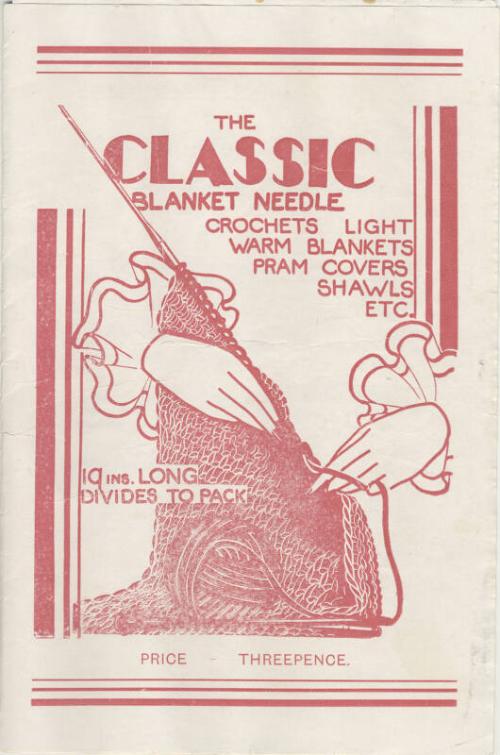 THE
CLASSIC
BLANKET NEEDLE
CROCHETS LIGHT
WARM BLANKETS
PRAM COVERS
SHAWLS
ETC.
19 INS. LONG
DIVIDES TO PACK
PRICE - THREEPENCE.